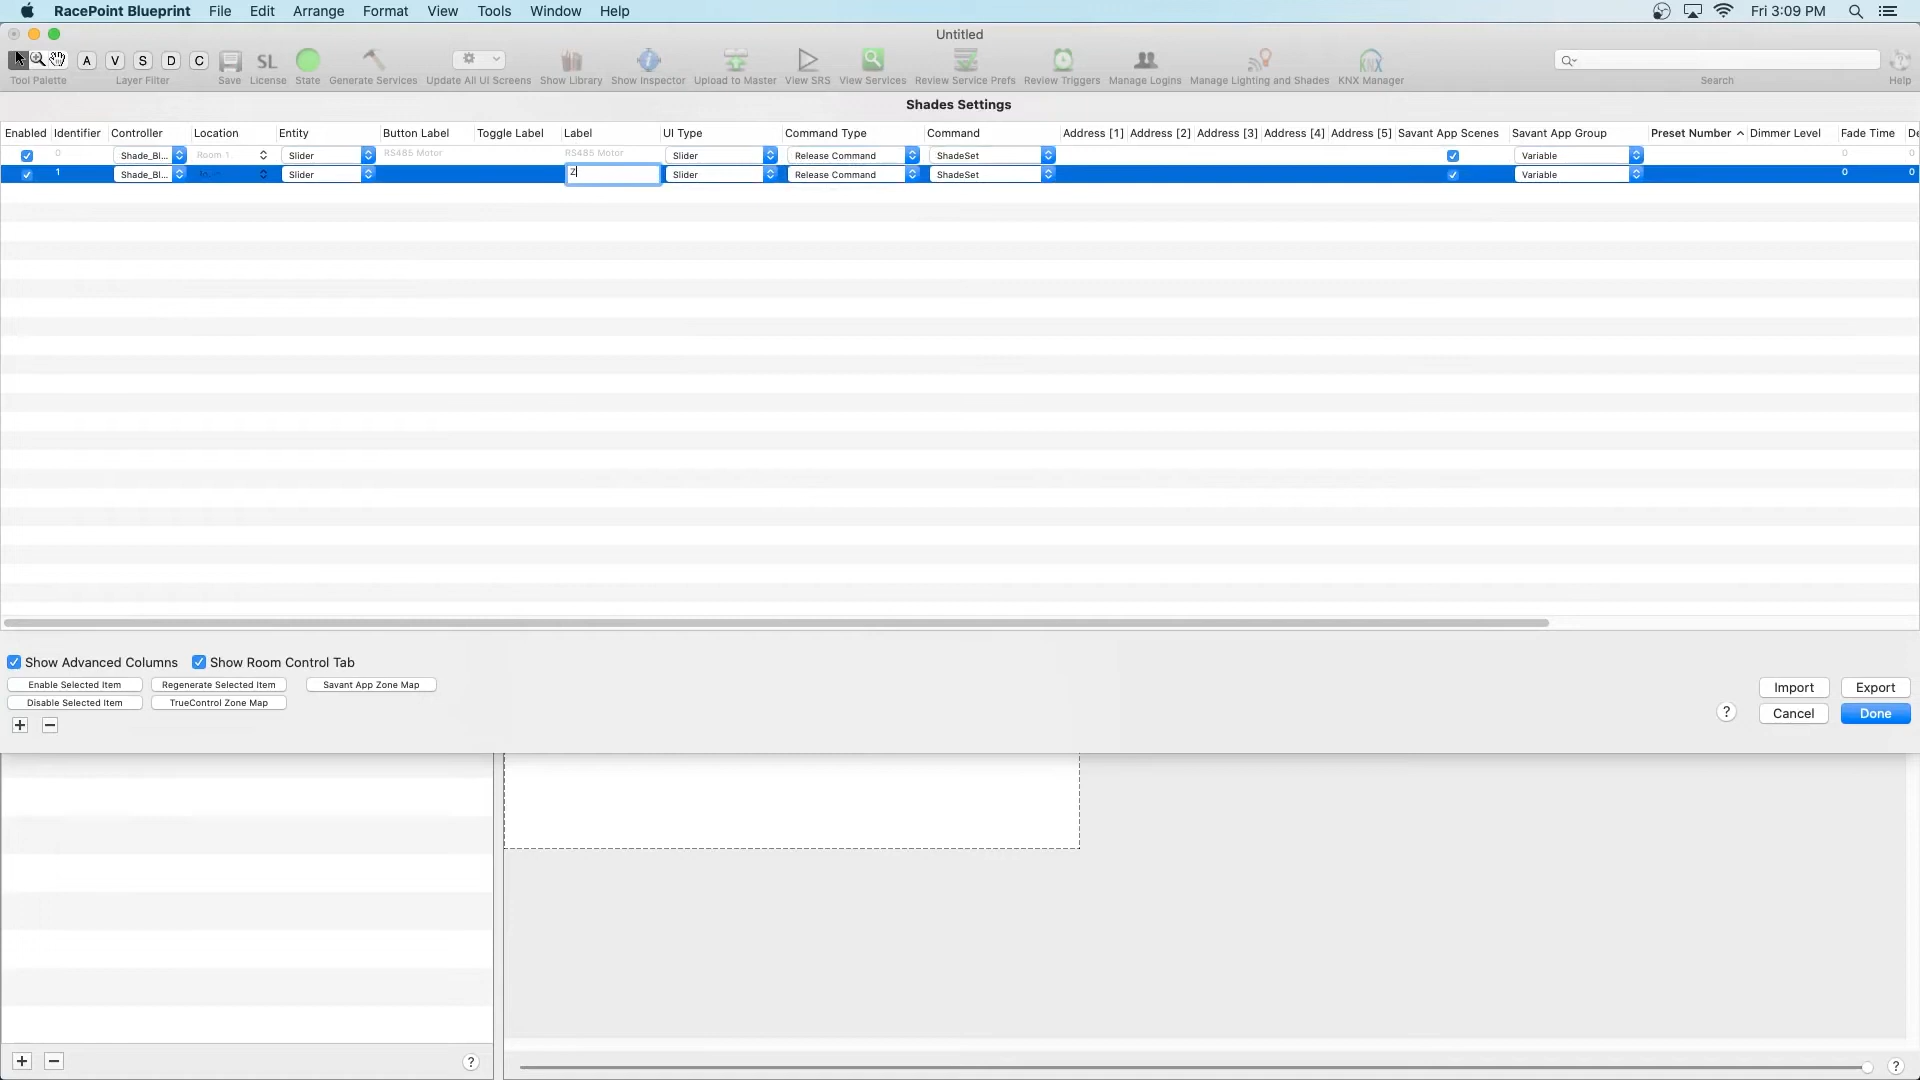 RacePoint Blueprint File Edit Arrange Format View Tools Window Help Fri 3:09 PM
Untitled
A V S D C SL
Tool Palette Layer Filter Save License State Generate Services Update All UI Screens Show Library Show Inspector Upload to Master View SRS View Services Review Service Prefs Review Triggers Manage Logins Manage Lighting and Shades KNX Manager Search Help
Shades Settings
Enabled Identifier Controller Location Entity Button Label Toggle Label Label UI Type Command Type Command Address [1] Address [2] Address [3] Address [4] Address [5] Savant App Scenes Savant App Group Preset Number Dimmer Level Fade Time De
0 Shade_Bl... Room 1 Slider RS485 Motor RS485 Motor Slider Release Command ShadeSet Variable 0 0
1 Shade_Bl... Slider Z Slider Release Command ShadeSet Variable 0 0
Show Advanced Columns Show Room Control Tab
Enable Selected Item Regenerate Selected Item Savant App Zone Map Import Export
Disable Selected Item TrueControl Zone Map ? Cancel Done
+ −
+ − ? ?